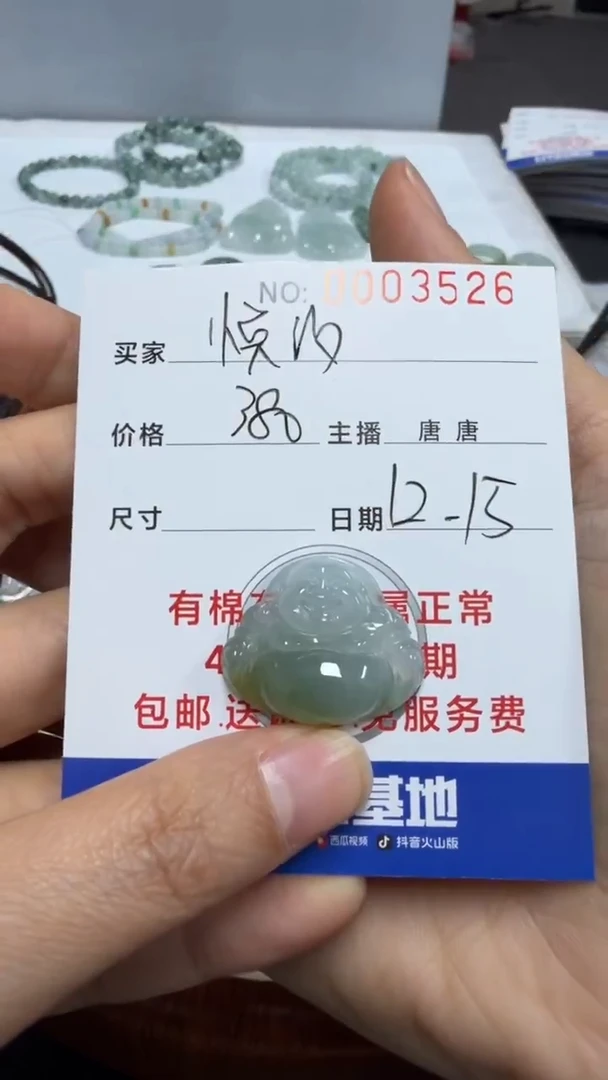 NO: 0003526
买家
价格 380 主播 唐唐
尺寸 日期 12-15
有棉 属正常
4 期
包邮.送 免服务费
基地
西瓜视频 抖音火山版